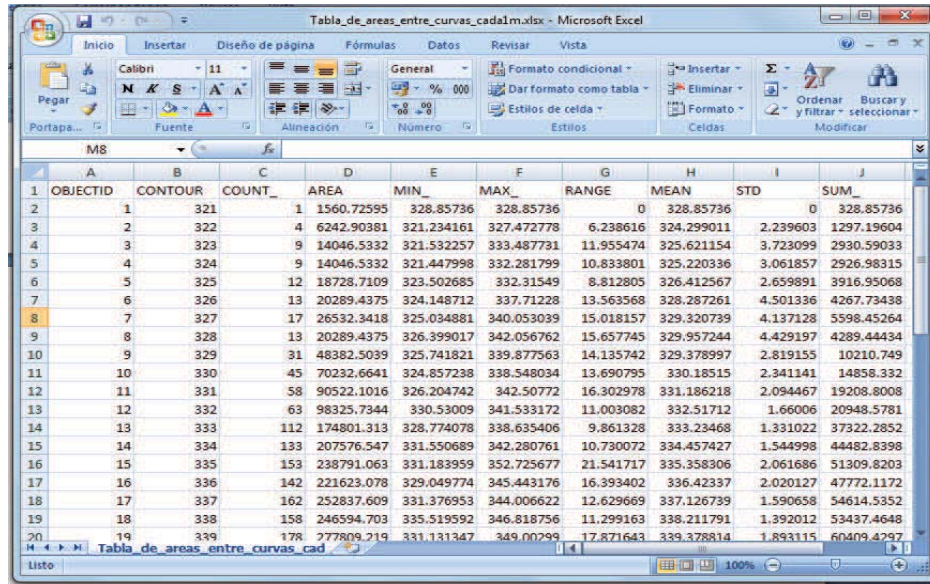 Tabla_de_areas_entre_curvas_cada1m.xlsx - Microsoft Excel
Inicio Insertar Diseño de página Fórmulas Datos Revisar Vista
Pegar
Calibri 11
N K S A A
General
% 000
Formato condicional
Dar formato como tabla
Estilos de celda
Insertar
Eliminar
Formato
Σ
Ordenar y filtrar
Buscar y seleccionar
Portapa... Fuente Alineación Número Estilos Celdas Modificar
M8 fx
A B C D E F G H I J
1 OBJECTID CONTOUR COUNT_ AREA MIN_ MAX_ RANGE MEAN STD SUM_
2 1 321 1 1560.72595 328.85736 328.85736 0 328.85736 0 328.85736
3 2 322 4 6242.90381 321.234161 327.472778 6.238616 324.299011 2.239603 1297.19604
4 3 323 9 14046.5332 321.532257 333.487731 11.955474 325.621154 3.723099 2930.59033
5 4 324 9 14046.5332 321.447998 332.281799 10.833801 325.220336 3.061857 2926.98315
6 5 325 12 18728.7109 323.502685 332.31549 8.812805 326.412567 2.659891 3916.95068
7 6 326 13 20289.4375 324.148712 337.71228 13.563568 328.287261 4.501336 4267.73438
8 7 327 17 26532.3418 325.034881 340.053039 15.018157 329.320739 4.137128 5598.45264
9 8 328 13 20289.4375 326.399017 342.056762 15.657745 329.957244 4.429197 4289.44434
10 9 329 31 48382.5039 325.741821 339.877563 14.135742 329.378997 2.819155 10210.749
11 10 330 45 70232.6641 324.857238 338.548034 13.690795 330.18515 2.341141 14858.332
12 11 331 58 90522.1016 326.204742 342.50772 16.302978 331.186218 2.094467 19208.8008
13 12 332 63 98325.7344 330.53009 341.533172 11.003082 332.51712 1.66006 20948.5781
14 13 333 112 174801.313 328.774078 338.635406 9.861328 333.23468 1.331022 37322.2852
15 14 334 133 207576.547 331.550689 342.280761 10.730072 334.457427 1.544998 44482.8398
16 15 335 153 238791.063 331.183959 352.725677 21.541717 335.358306 2.061686 51309.8203
17 16 336 142 221623.078 329.049774 345.443176 16.393402 336.42337 2.020127 47772.1172
18 17 337 162 252837.609 331.376953 344.006622 12.629669 337.126739 1.590658 54614.5352
19 18 338 158 246594.703 335.519592 346.818756 11.299163 338.211791 1.392012 53437.4648
20 19 339 178 277809.219 331.131347 349.00299 17.871643 339.378814 1.893115 60409.4297
Tabla_de_areas_entre_curvas_cad
Listo 100%